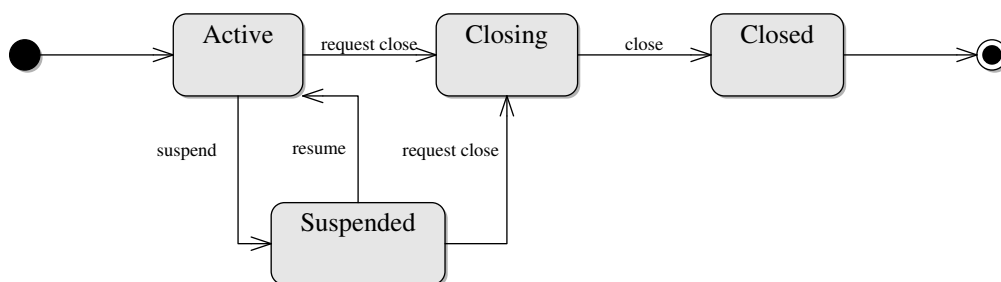 Active
request close
Closing
close
Closed
suspend
resume
request close
Suspended